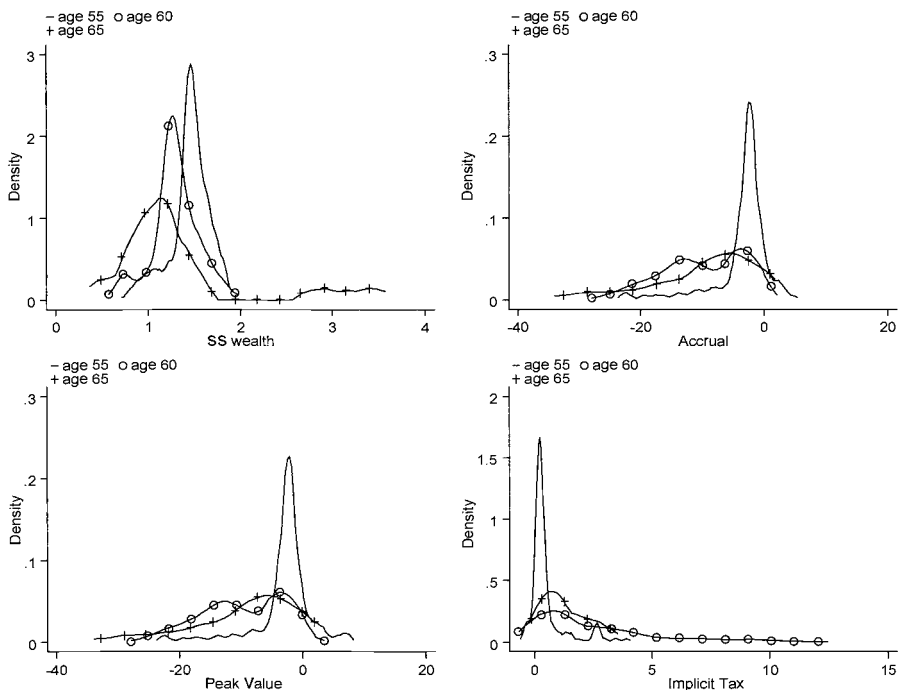 – age 55 o age 60
+ age 65
3
2
1
0
Density
0 1 2 3 4
SS wealth
– age 55 o age 60
+ age 65
.3
.2
.1
0
Density
-40 -20 0 20
Accrual
– age 55 o age 60
+ age 65
.3
.2
.1
0
Density
-40 -20 0 20
Peak Value
– age 55 o age 60
+ age 65
2
1.5
1
.5
0
Density
0 5 10 15
Implicit Tax